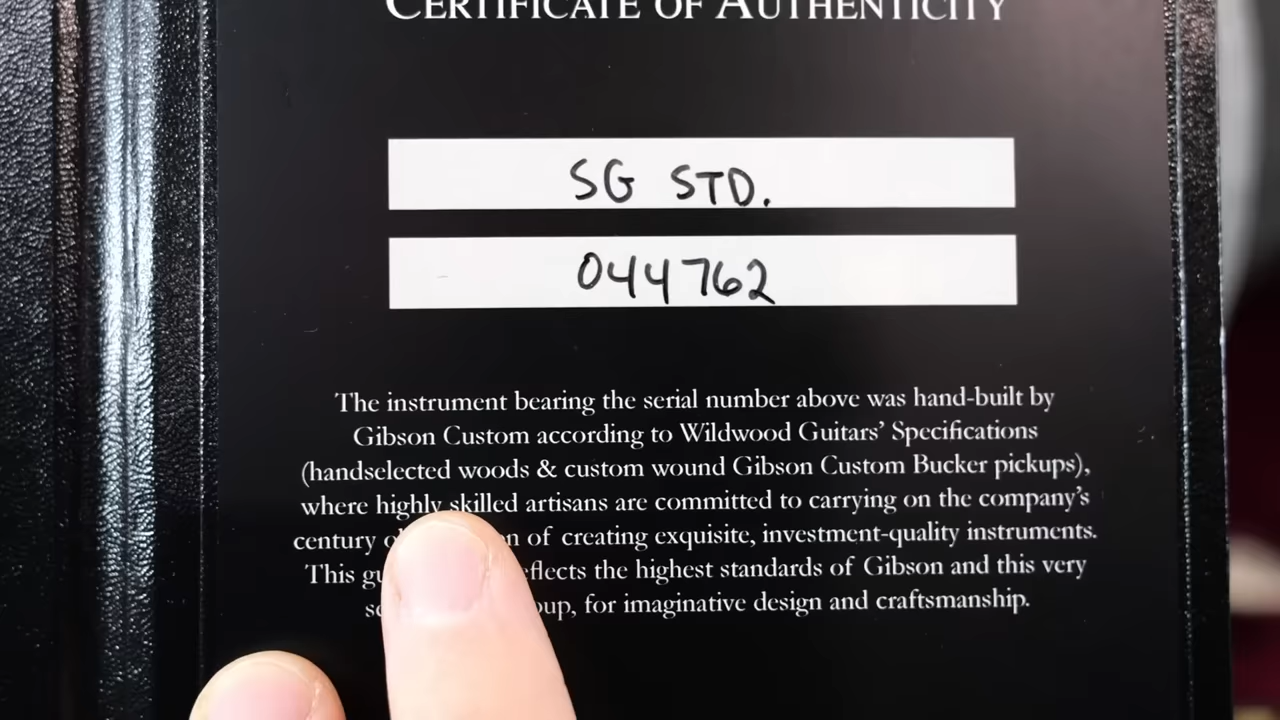 CERTIFICATE OF AUTHENTICITY
SG STD.
044762
The instrument bearing the serial number above was hand-built by
Gibson Custom according to Wildwood Guitars' Specifications
(handselected woods & custom wound Gibson Custom Bucker pickups),
where highly skilled artisans are committed to carrying on the company's
century of creating exquisite, investment-quality instruments.
This reflects the highest standards of Gibson and this very
for imaginative design and craftsmanship.